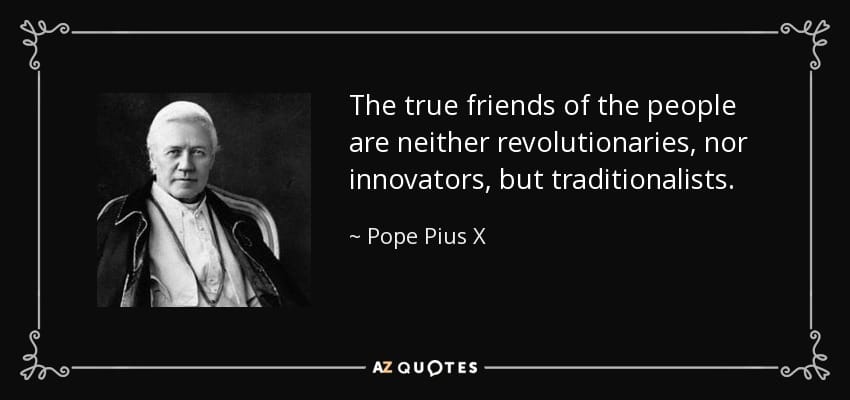 The true friends of the people
are neither revolutionaries, nor
innovators, but traditionalists.
~ Pope Pius X
AZ QUOTES